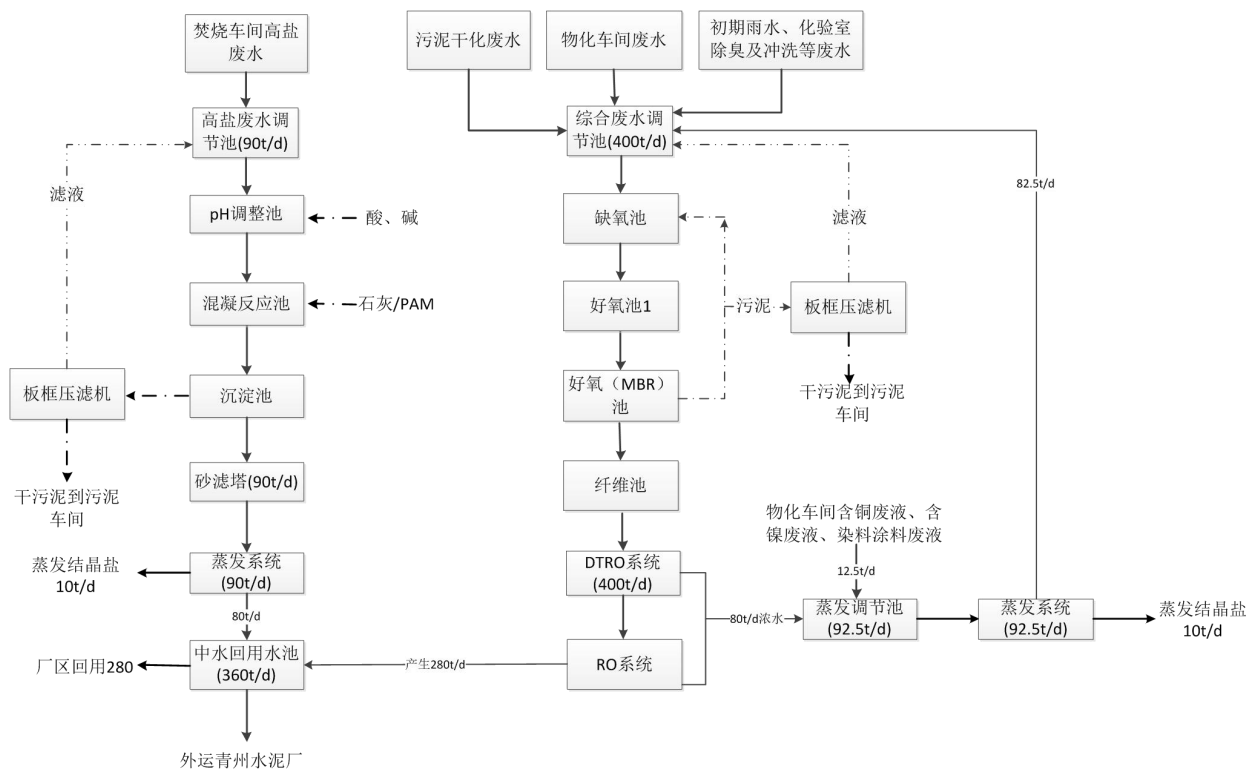 焚烧车间高盐
废水
污泥干化废水
物化车间废水
初期雨水、化验室
除臭及冲洗等废水
高盐废水调
节池(90t/d)
综合废水调
节池(400t/d)
滤液
82.5t/d
pH调整池
酸、碱
缺氧池
滤液
混凝反应池
石灰/PAM
好氧池1
污泥
板框压滤机
板框压滤机
沉淀池
好氧（MBR）
池
干污泥到污泥
车间
砂滤塔(90t/d)
纤维池
干污泥到污泥
车间
物化车间含铜废液、含
镍废液、染料涂料废液
蒸发结晶盐
10t/d
蒸发系统
(90t/d)
DTRO系统
(400t/d)
12.5t/d
80t/d
80t/d浓水
蒸发调节池
(92.5t/d)
蒸发系统
(92.5t/d)
蒸发结晶盐
10t/d
厂区回用280
中水回用水池
(360t/d)
产生280t/d
RO系统
外运青州水泥厂